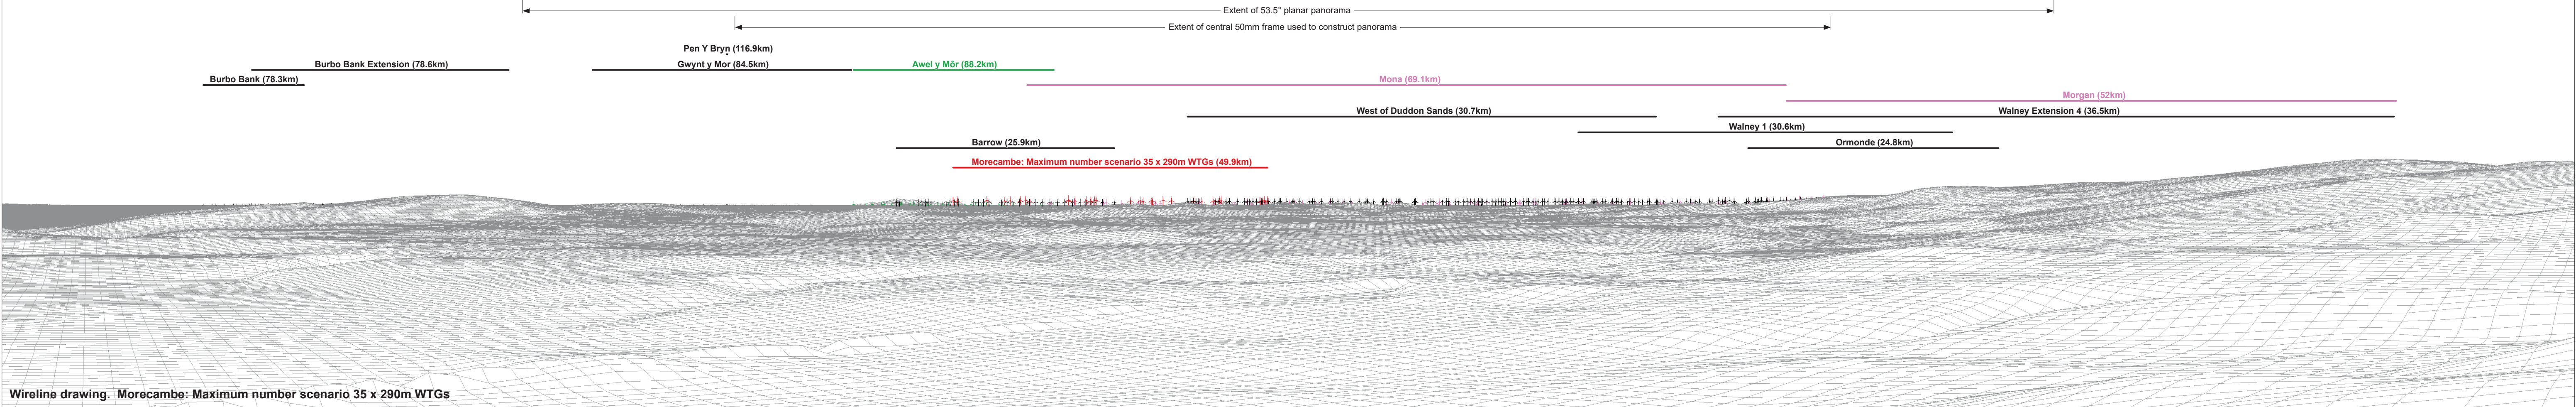 Extent of 53.5° planar panorama
Extent of central 50mm frame used to construct panorama
Pen Y Bryn (116.9km)
Burbo Bank Extension (78.6km)
Gwynt y Mor (84.5km)
Awel y Môr (88.2km)
Burbo Bank (78.3km)
Mona (69.1km)
Morgan (52km)
West of Duddon Sands (30.7km)
Walney Extension 4 (36.5km)
Walney 1 (30.6km)
Barrow (25.9km)
Ormonde (24.8km)
Morecambe: Maximum number scenario 35 x 290m WTGs (49.9km)
Wireline drawing. Morecambe: Maximum number scenario 35 x 290m WTGs